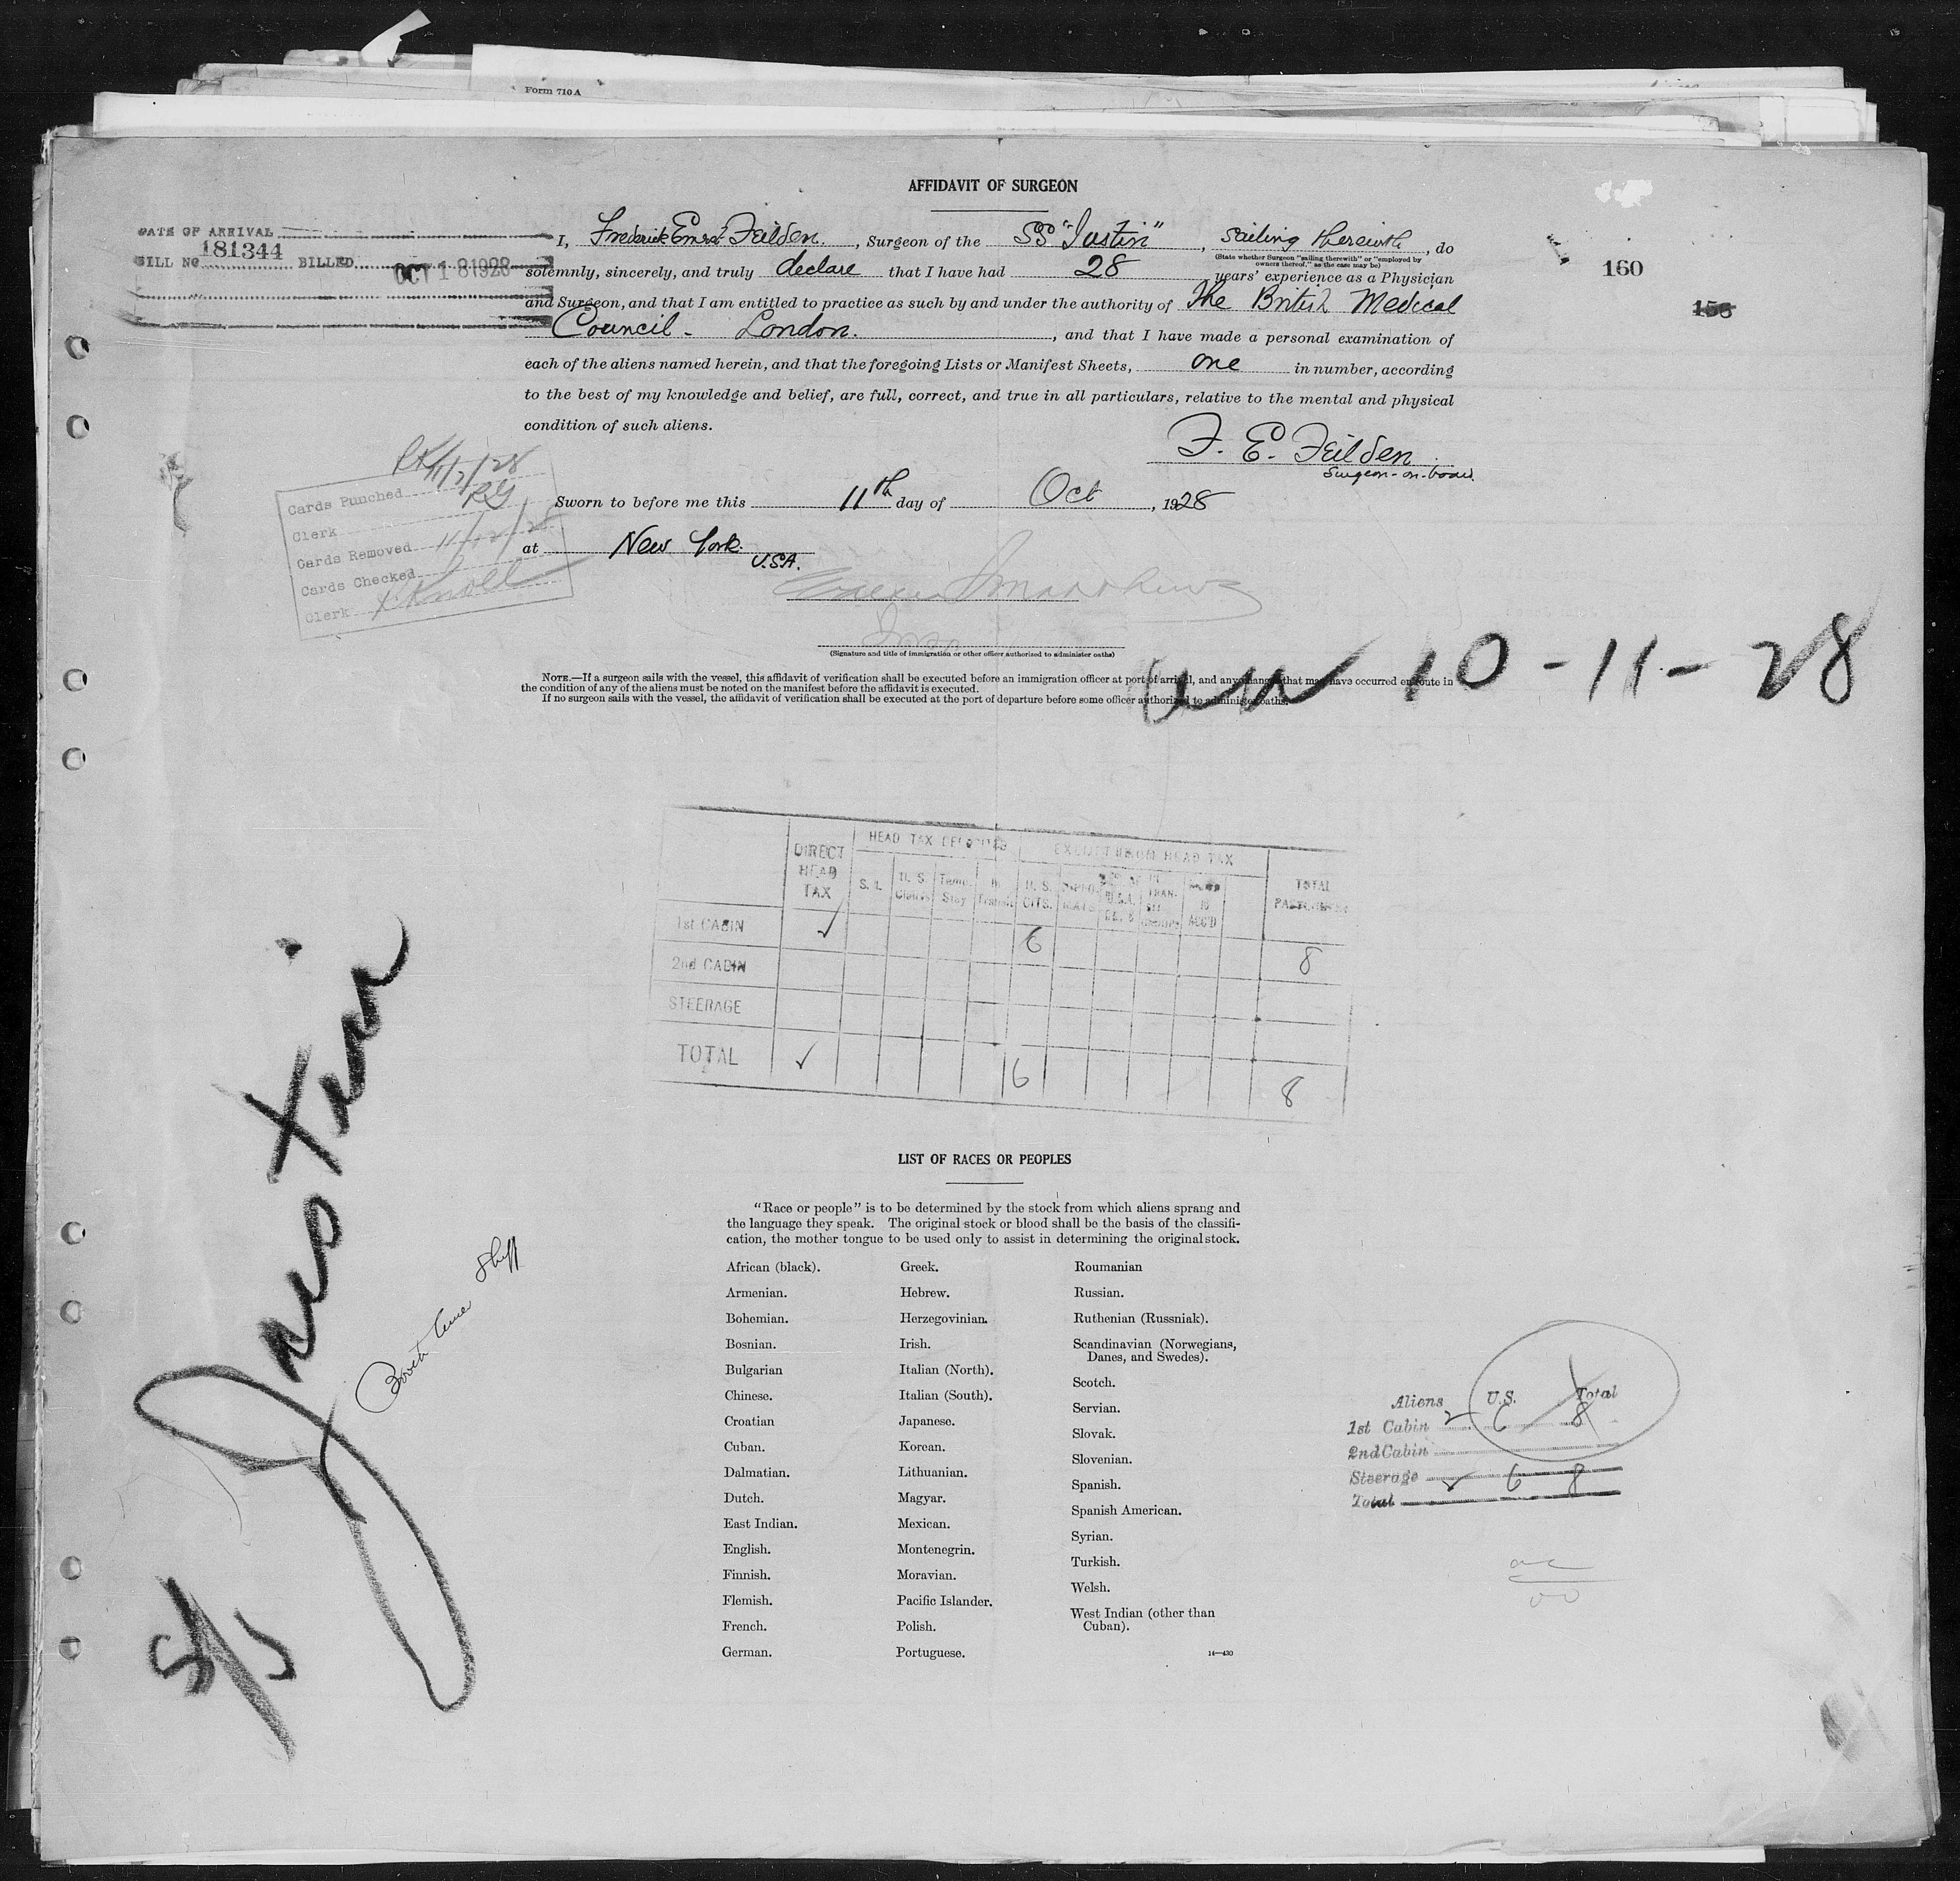 Form 710 A
AFFIDAVIT OF SURGEON
DATE OF ARRIVAL
BILL NO 181344 BILLED OCT 18 1928
I, Frederick Ernest Feilden, Surgeon of the SS "Justin", sailing therewith, do
(State whether Surgeon "sailing therewith" or "employed by
owners thereof," as the case may be)
solemnly, sincerely, and truly declare that I have had 28 years' experience as a Physician
and Surgeon, and that I am entitled to practice as such by and under the authority of The British Medical
Council - London., and that I have made a personal examination of
each of the aliens named herein, and that the foregoing Lists or Manifest Sheets, one in number, according
to the best of my knowledge and belief, are full, correct, and true in all particulars, relative to the mental and physical
condition of such aliens.
160
156
F. E. Feilden
Surgeon-on-board.
Sworn to before me this 11th day of Oct, 1928
at New York.
U.S.A.
Cards Punched 11/2/28
Clerk RG
Cards Removed
Cards Checked
Clerk
(Signature and title of immigration or other officer authorized to administer oaths)
NOTE.—If a surgeon sails with the vessel, this affidavit of verification shall be executed before an immigration officer at port of arrival, and any change that may have occurred en route in
the condition of any of the aliens must be noted on the manifest before the affidavit is executed.
If no surgeon sails with the vessel, the affidavit of verification shall be executed at the port of departure before some officer authorized to administer oaths.
10-11-28
DIRECT HEAD TAX
HEAD TAX DEPOSITED
EXEMPT FROM HEAD TAX
TOTAL
S. I.
U. S.
Temp. Stay
In Transit
U. S. CITS.
1st CABIN ✓ 6 8
2nd CABIN
STEERAGE
TOTAL ✓ 6 8
S/S Justin
LIST OF RACES OR PEOPLES
"Race or people" is to be determined by the stock from which aliens sprang and
the language they speak. The original stock or blood shall be the basis of the classifi-
cation, the mother tongue to be used only to assist in determining the original stock.
African (black).
Armenian.
Bohemian.
Bosnian.
Bulgarian
Chinese.
Croatian
Cuban.
Dalmatian.
Dutch.
East Indian.
English.
Finnish.
Flemish.
French.
German.
Greek.
Hebrew.
Herzegovinian.
Irish.
Italian (North).
Italian (South).
Japanese.
Korean.
Lithuanian.
Magyar.
Mexican.
Montenegrin.
Moravian.
Pacific Islander.
Polish.
Portuguese.
Roumanian
Russian.
Ruthenian (Russniak).
Scandinavian (Norwegians,
Danes, and Swedes).
Scotch.
Servian.
Slovak.
Slovenian.
Spanish.
Spanish American.
Syrian.
Turkish.
Welsh.
West Indian (other than
Cuban).
14—430
Aliens U.S. Total
1st Cabin 2 6 8
2nd Cabin
Steerage 6 8
Total